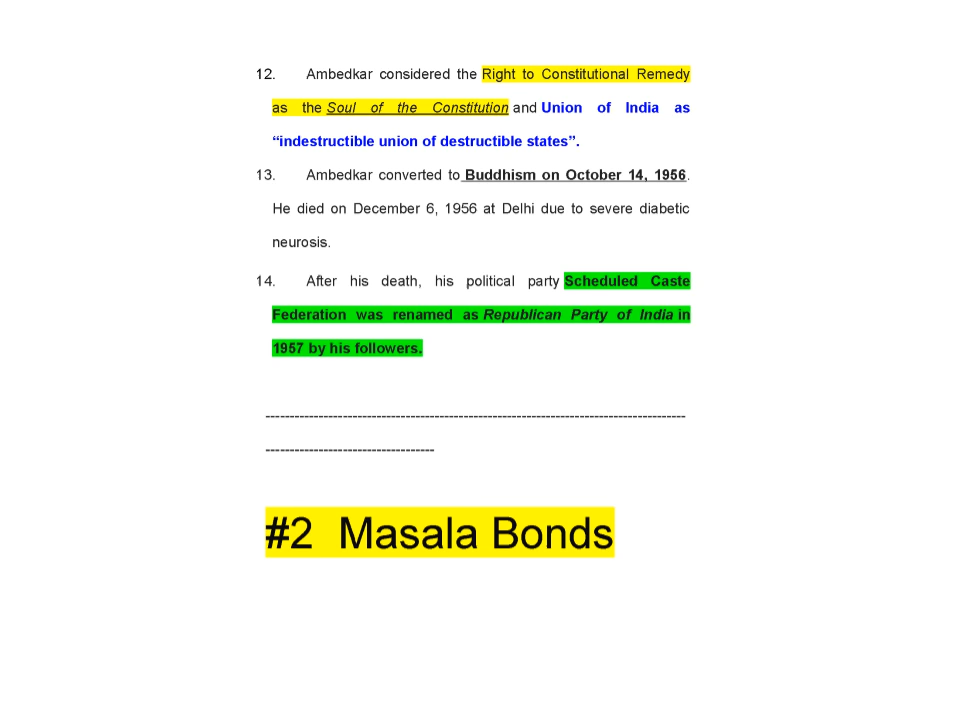 12. Ambedkar considered the Right to Constitutional Remedy
as the Soul of the Constitution and Union of India as
“indestructible union of destructible states”.
13. Ambedkar converted to Buddhism on October 14, 1956.
He died on December 6, 1956 at Delhi due to severe diabetic
neurosis.
14. After his death, his political party Scheduled Caste
Federation was renamed as Republican Party of India in
1957 by his followers.
---------------------------------------------------------------------------------------
-----------------------------------
#2 Masala Bonds